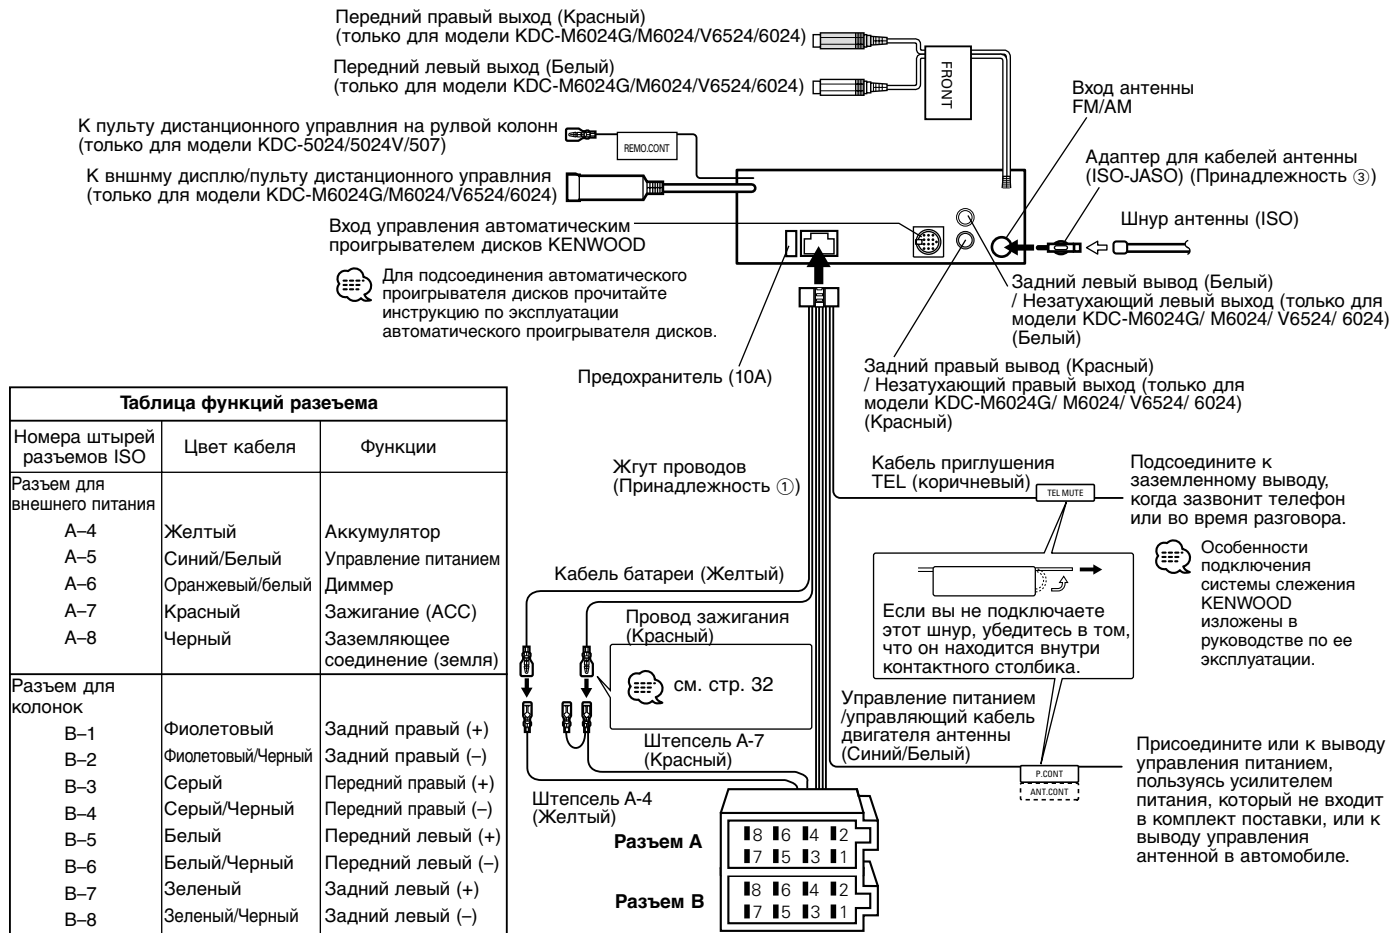 Передний правый выход (Красный)
(только для модели KDC-M6024G/M6024/V6524/6024)
Передний левый выход (Белый)
(только для модели KDC-M6024G/M6024/V6524/6024)
FRONT
Вход антенны
FM/AM
К пульту дистанционного управлния на рулвой колонн
(только для модели KDC-5024/5024V/507)
REMO.CONT
Адаптер для кабелей антенны
(ISO-JASO) (Принадлежность ③)
К вншнму дисплю/пульту дистанционного управлния
(только для модели KDC-M6024G/M6024/V6524/6024)
Шнур антенны (ISO)
Вход управления автоматическим
проигрывателем дисков KENWOOD
Для подсоединения автоматического
проигрывателя дисков прочитайте
инструкцию по эксплуатации
автоматического проигрывателя дисков.
Задний левый вывод (Белый)
/ Незатухающий левый выход (только для
модели KDC-M6024G/ M6024/ V6524/ 6024)
(Белый)
Предохранитель (10A)
Задний правый вывод (Красный)
/ Незатухающий правый выход (только для
модели KDC-M6024G/ M6024/ V6524/ 6024)
(Красный)
Таблица функций разеъема
Номера штырей
разъемов ISO
Цвет кабеля
Функции
Разъем для
внешнего питания
A–4 Желтый Аккумулятор
A–5 Синий/Белый Управление питанием
A–6 Оранжевый/белый Диммер
A–7 Красный Зажигание (ACC)
A–8 Черный Заземляющее
соединение (земля)
Разъем для
колонок
B–1 Фиолетовый Задний правый (+)
B–2 Фиолетовый/Черный Задний правый (–)
B–3 Серый Передний правый (+)
B–4 Серый/Черный Передний правый (–)
B–5 Белый Передний левый (+)
B–6 Белый/Черный Передний левый (–)
B–7 Зеленый Задний левый (+)
B–8 Зеленый/Черный Задний левый (–)
Жгут проводов
(Принадлежность ①)
Кабель приглушения
TEL (коричневый)
TEL MUTE
Подсоедините к
заземленному выводу,
когда зазвонит телефон
или во время разговора.
Особенности
подключения
системы слежения
KENWOOD
изложены в
руководстве по ее
эксплуатации.
Если вы не подключаете
этот шнур, убедитесь в том,
что он находится внутри
контактного столбика.
Кабель батареи (Желтый)
Провод зажигания
(Красный)
см. стр. 32
Штепсель A-7
(Красный)
Штепсель A-4
(Желтый)
Управление питанием
/управляющий кабель
двигателя антенны
(Синий/Белый)
P.CONT
ANT.CONT
Присоедините или к выводу
управления питанием,
пользуясь усилителем
питания, который не входит
в комплект поставки, или к
выводу управления
антенной в автомобиле.
Разъем A
8 6 4 2
7 5 3 1
Разъем B
8 6 4 2
7 5 3 1